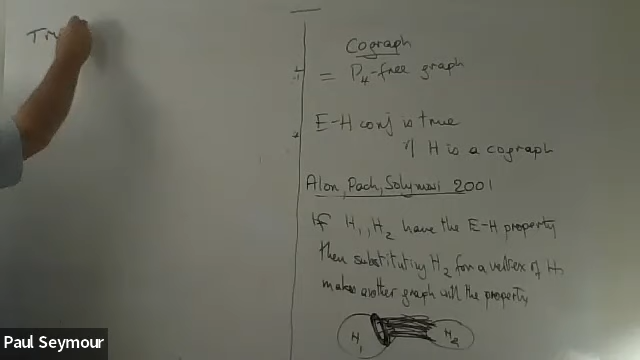 Tr
Cograph
= P4-free graph
E-H conj is true
if H is a cograph
Alon, Pach, Solymosi 2001
If H1, H2 have the E-H property
then substituting H2 for a vertex of H1
makes another graph with the property
H1
H2
Paul Seymour